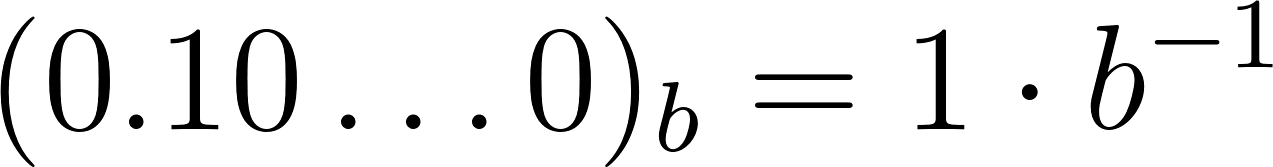 (0.10...0)_b = 1 · b^{-1}